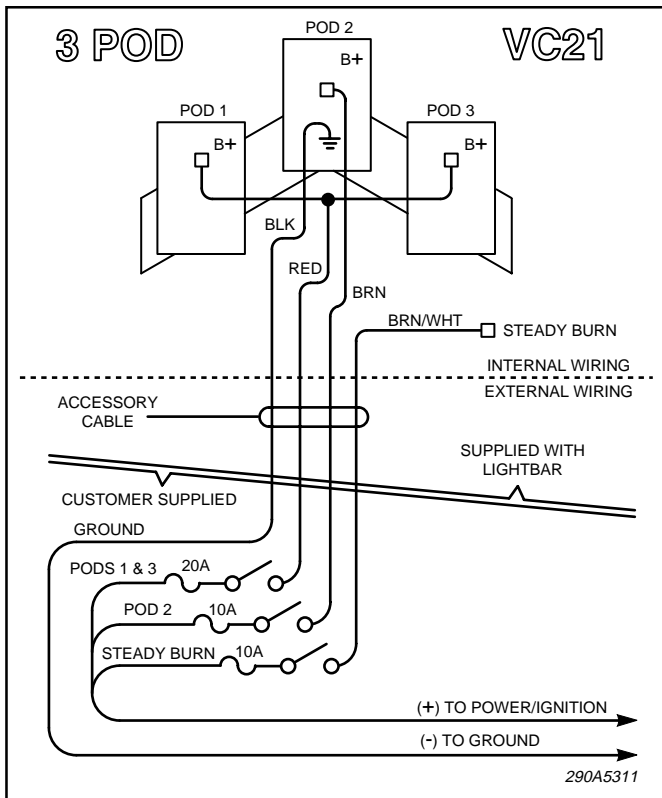 3 POD
VC21
POD 2
B+
POD 1
B+
POD 3
B+
BLK
RED
BRN
BRN/WHT
STEADY BURN
INTERNAL WIRING
EXTERNAL WIRING
ACCESSORY
CABLE
SUPPLIED WITH
LIGHTBAR
CUSTOMER SUPPLIED
GROUND
PODS 1 & 3
20A
POD 2
10A
STEADY BURN
10A
(+) TO POWER/IGNITION
(-) TO GROUND
290A5311